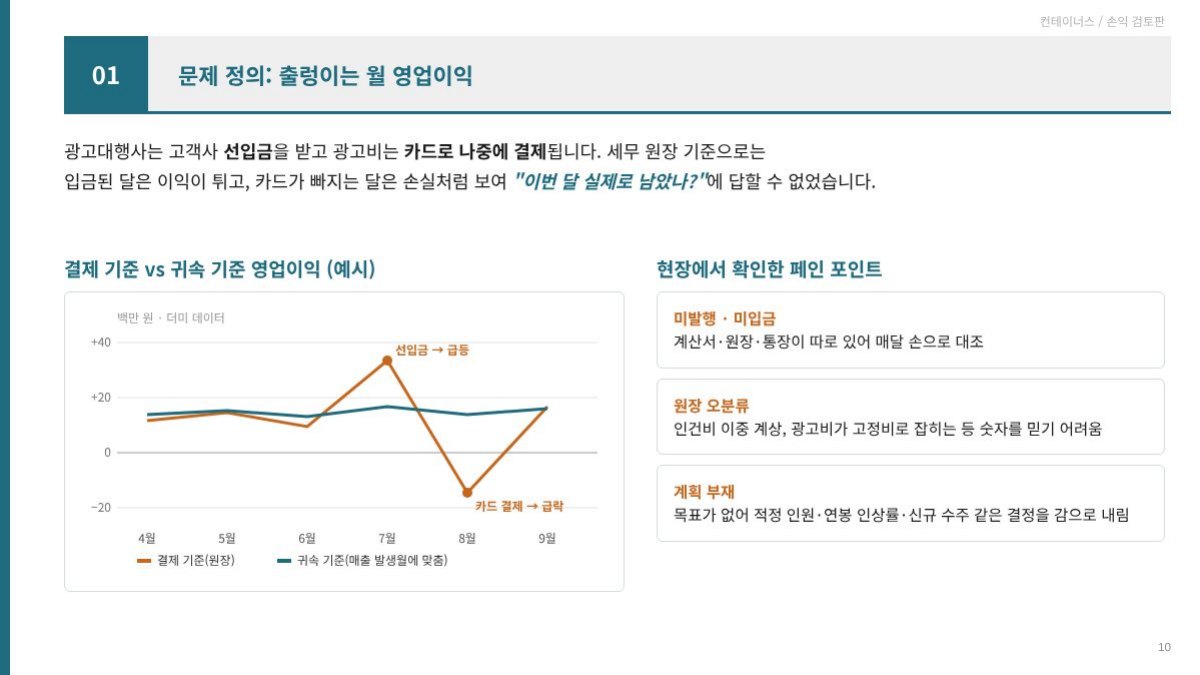 컨테이너스 / 손익 검토판
01
문제 정의: 출렁이는 월 영업이익
광고대행사는 고객사 선입금을 받고 광고비는 카드로 나중에 결제됩니다. 세무 원장 기준으로는
입금된 달은 이익이 튀고, 카드가 빠지는 달은 손실처럼 보여 "이번 달 실제로 남았나?"에 답할 수 없었습니다.
결제 기준 vs 귀속 기준 영업이익 (예시)
백만 원 · 더미 데이터
+40
+20
0
−20
선입금 → 급등
카드 결제 → 급락
4월 5월 6월 7월 8월 9월
결제 기준(원장) 귀속 기준(매출 발생월에 맞춤)
현장에서 확인한 페인 포인트
미발행 · 미입금
계산서·원장·통장이 따로 있어 매달 손으로 대조
원장 오분류
인건비 이중 계상, 광고비가 고정비로 잡히는 등 숫자를 믿기 어려움
계획 부재
목표가 없어 적정 인원·연봉 인상률·신규 수주 같은 결정을 감으로 내림
10